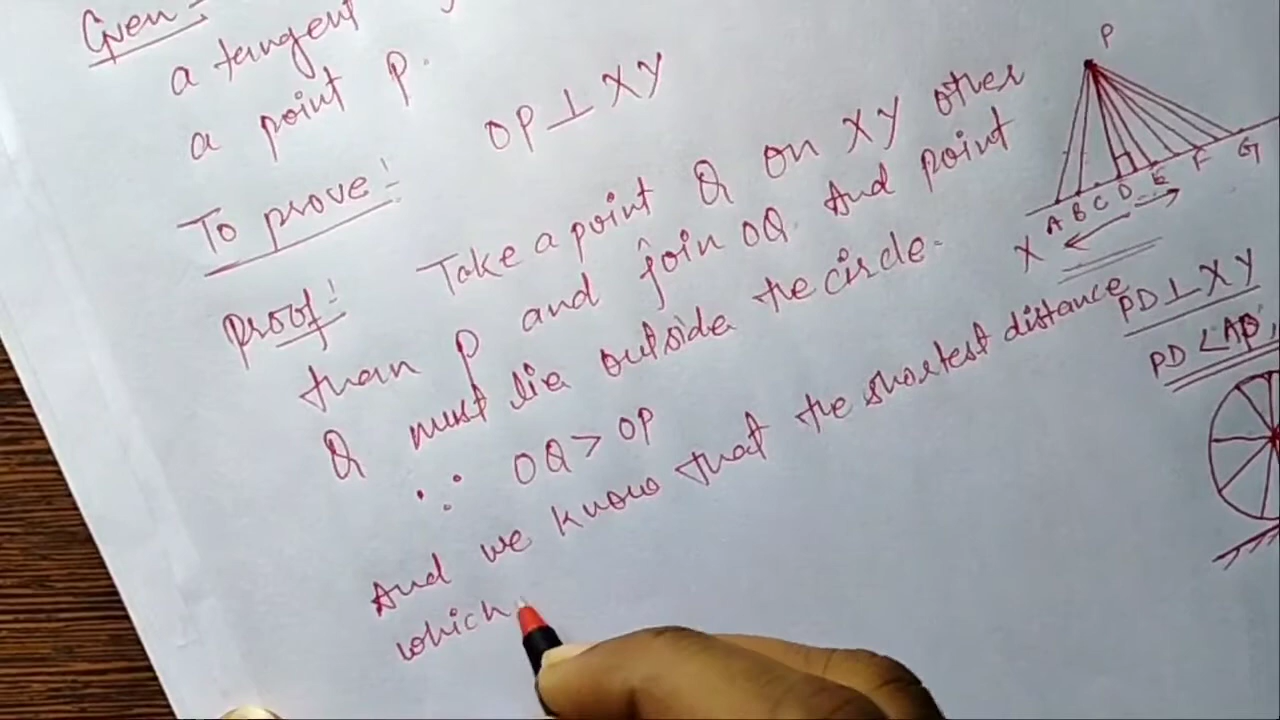 Given:-
a tangent
a point P.
To prove:- OP ⊥ XY
Proof:- Take a point Q on XY other
than P and join OQ. And point
Q must lie outside the circle.
∴ OQ > OP
And we know that the shortest distance
which
P
A B C D E F G
X
PD ⊥ XY
PD < AP,